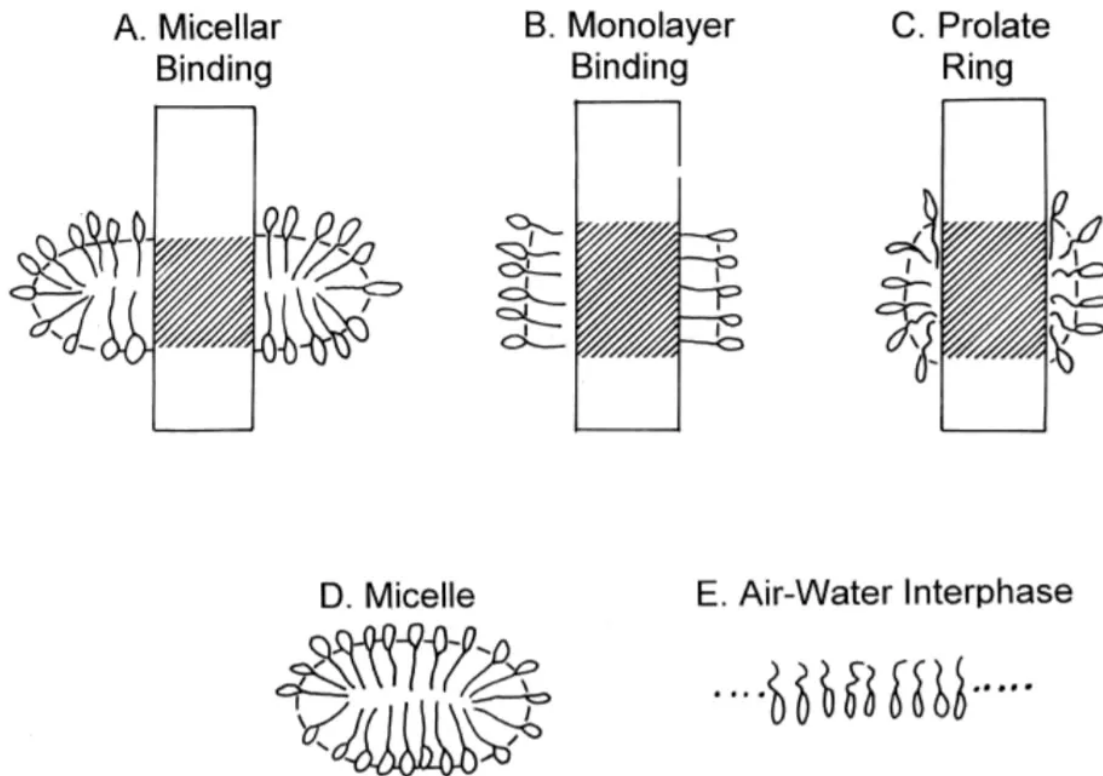 A. Micellar
Binding
B. Monolayer
Binding
C. Prolate
Ring
D. Micelle
E. Air-Water Interphase